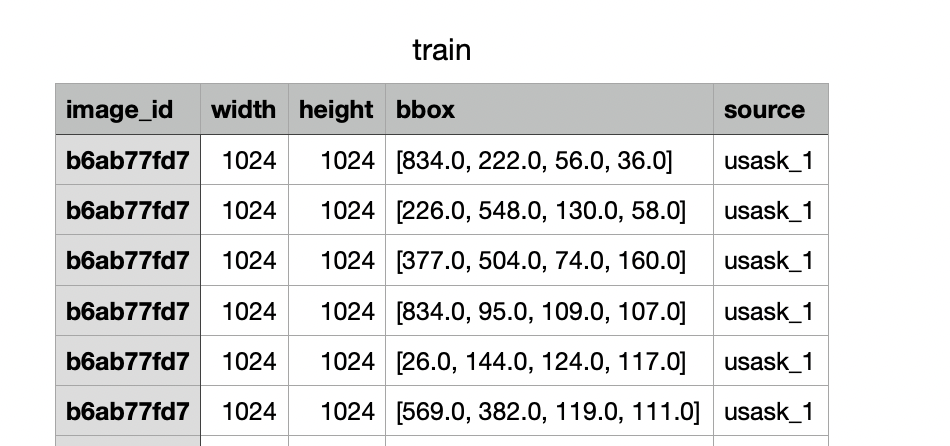 train
image_id width height bbox source
b6ab77fd7 1024 1024 [834.0, 222.0, 56.0, 36.0] usask_1
b6ab77fd7 1024 1024 [226.0, 548.0, 130.0, 58.0] usask_1
b6ab77fd7 1024 1024 [377.0, 504.0, 74.0, 160.0] usask_1
b6ab77fd7 1024 1024 [834.0, 95.0, 109.0, 107.0] usask_1
b6ab77fd7 1024 1024 [26.0, 144.0, 124.0, 117.0] usask_1
b6ab77fd7 1024 1024 [569.0, 382.0, 119.0, 111.0] usask_1